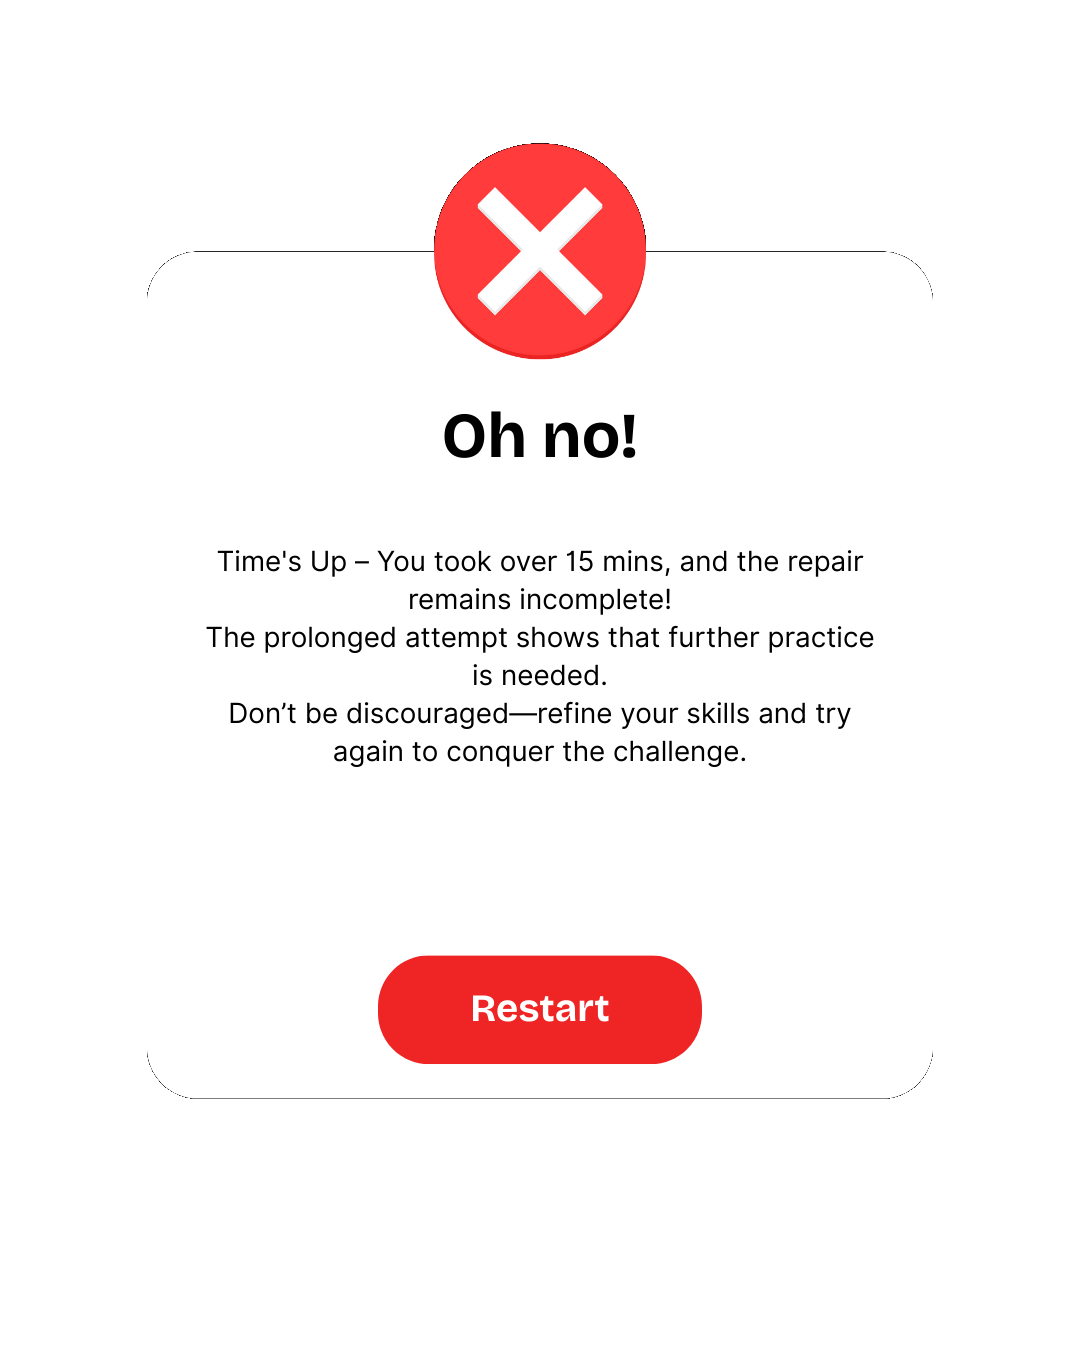 Oh no!
Time's Up – You took over 15 mins, and the repair
remains incomplete!
The prolonged attempt shows that further practice
is needed.
Don’t be discouraged—refine your skills and try
again to conquer the challenge.
Restart